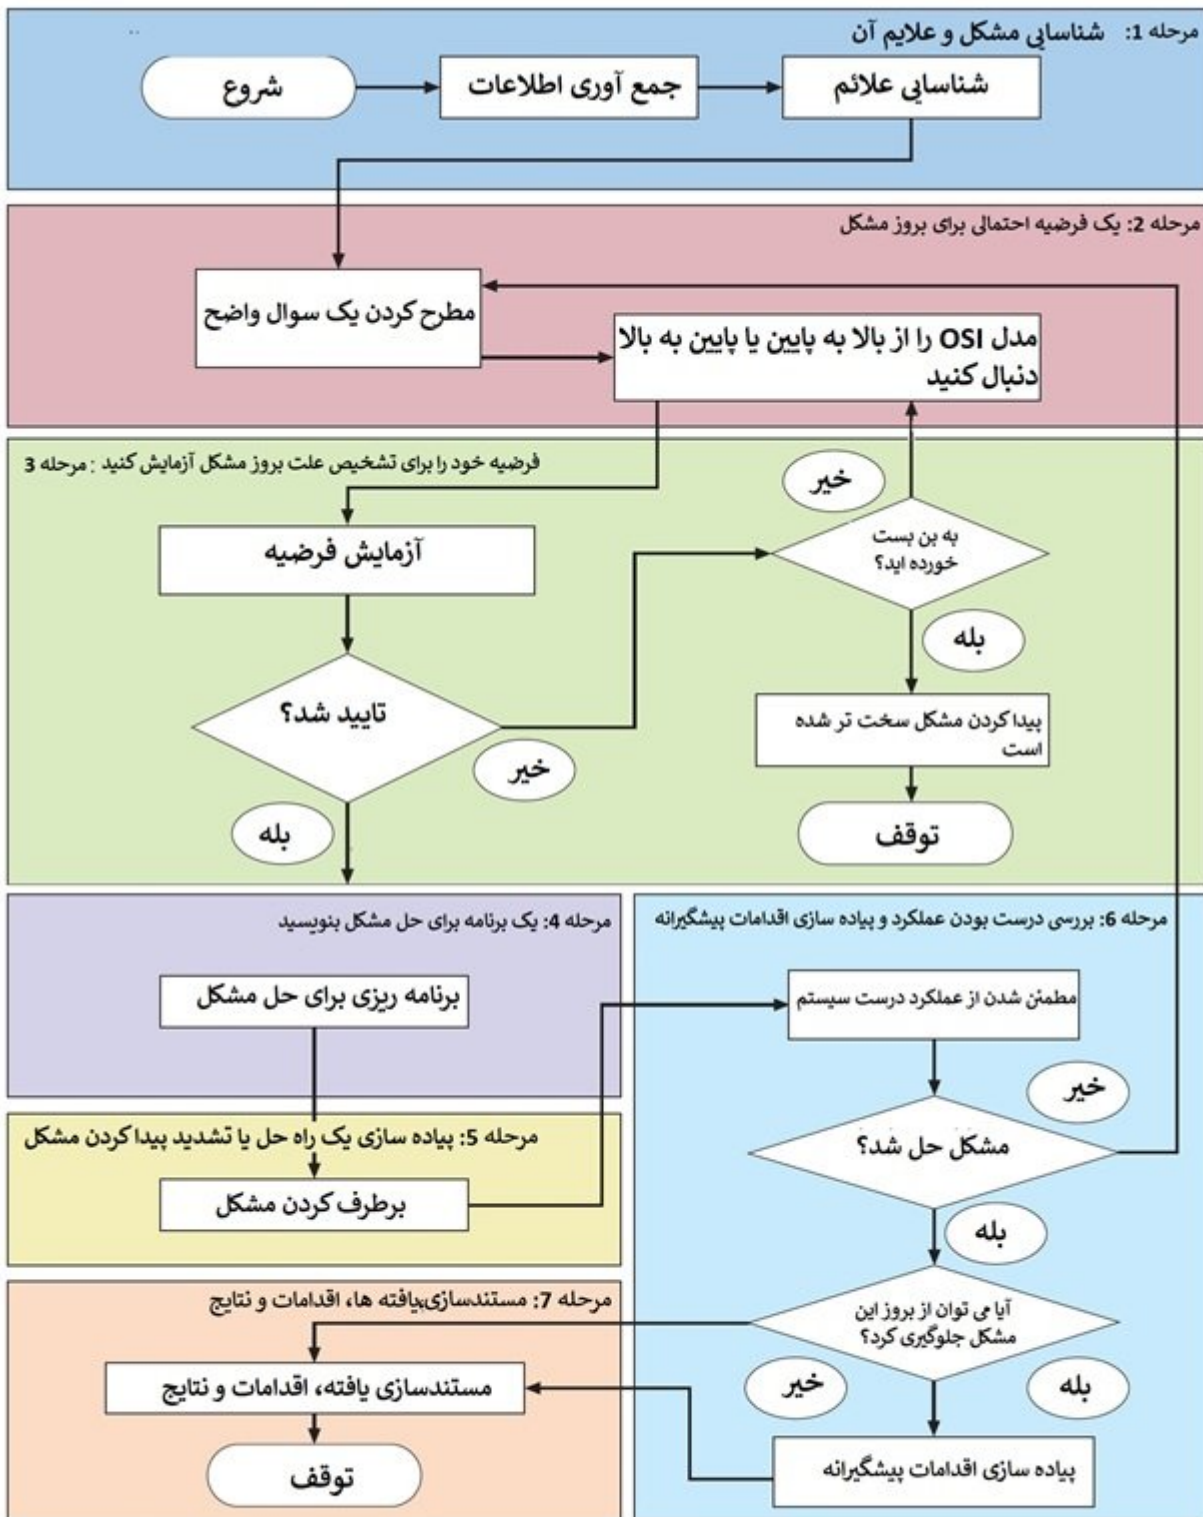 مرحله 1: شناسایی مشکل و علایم آن
شروع
جمع آوری اطلاعات
شناسایی علائم
مرحله 2: یک فرضیه احتمالی برای بروز مشکل
مطرح کردن یک سوال واضح
مدل OSI را از بالا به پایین یا پایین به بالا
دنبال کنید
فرضیه خود را برای تشخیص علت بروز مشکل آزمایش کنید : مرحله 3
خیر
آزمایش فرضیه
به بن بست
خورده اید؟
بله
تایید شد؟
پیدا کردن مشکل سخت تر شده
است
خیر
بله
توقف
مرحله 4: یک برنامه برای حل مشکل بنویسید
برنامه ریزی برای حل مشکل
مرحله 5: پیاده سازی یک راه حل یا تشدید پیدا کردن مشکل
برطرف کردن مشکل
مرحله 6: بررسی درست بودن عملکرد و پیاده سازی اقدامات پیشگیرانه
مطمئن شدن از عملکرد درست سیستم
خیر
مشکل حل شد؟
بله
آیا می توان از بروز این
مشکل جلوگیری کرد؟
خیر
بله
پیاده سازی اقدامات پیشگیرانه
مرحله 7: مستندسازی یافته ها، اقدامات و نتایج
مستندسازی یافته، اقدامات و نتایج
توقف